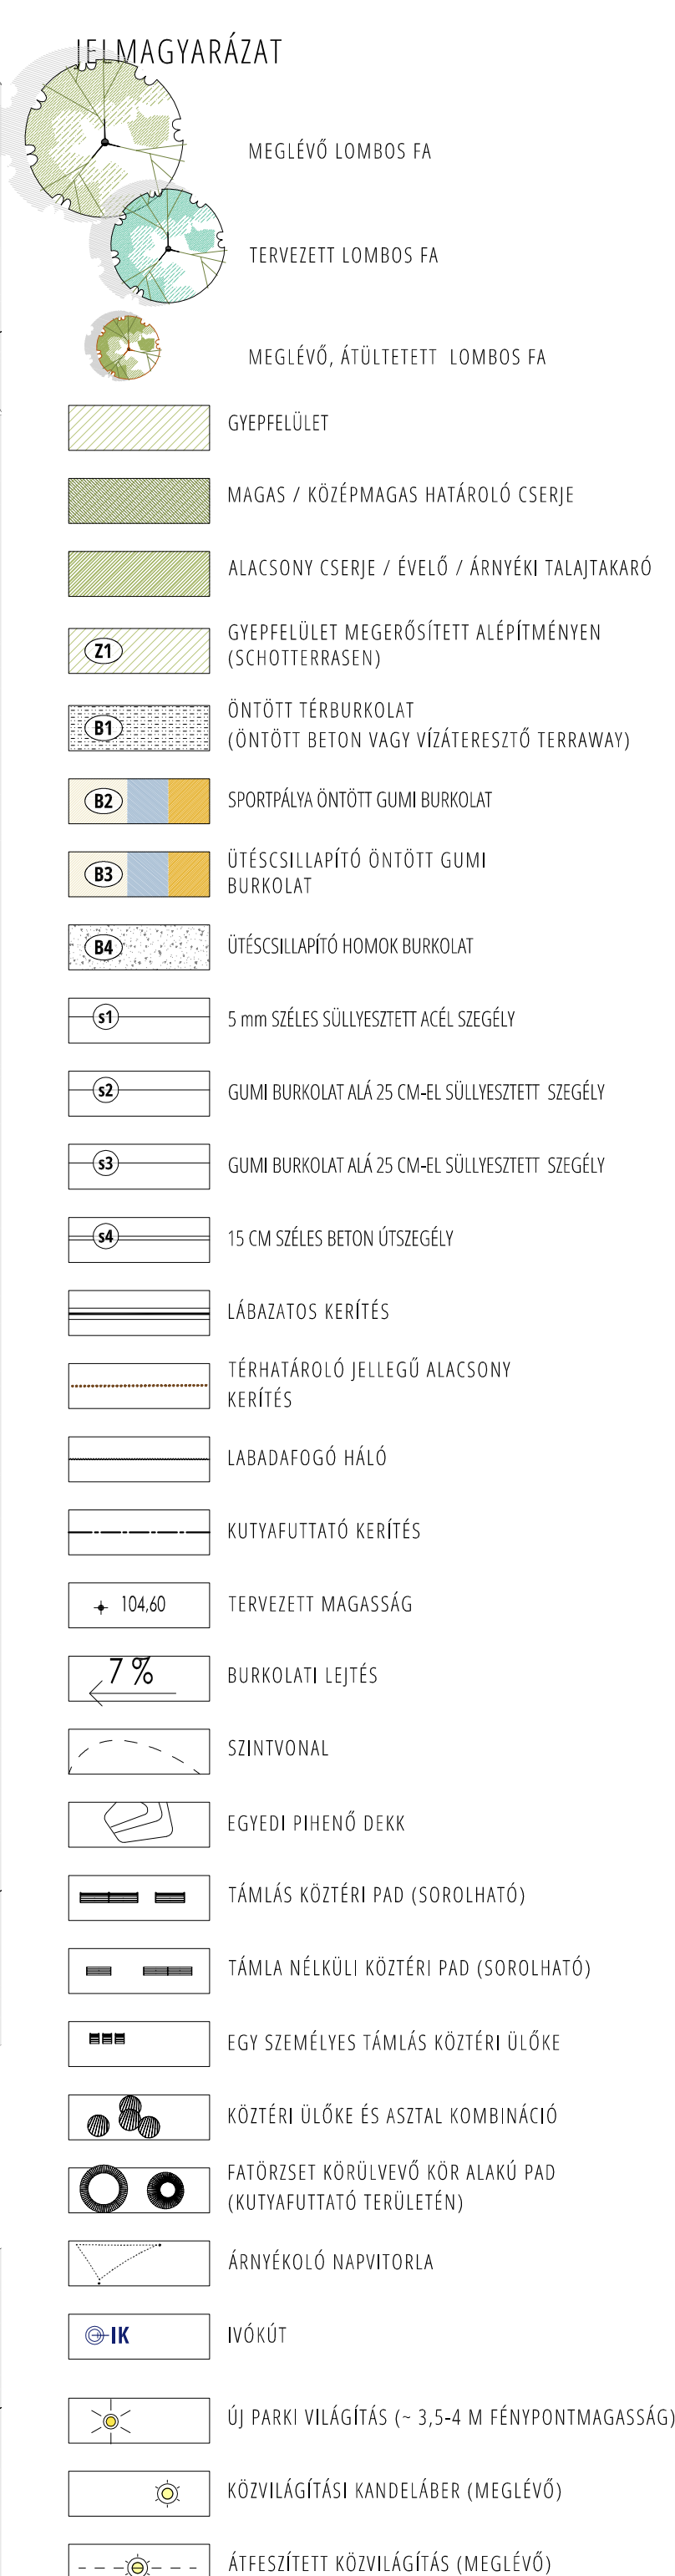 JELMAGYARÁZAT
MEGLÉVŐ LOMBOS FA
TERVEZETT LOMBOS FA
MEGLÉVŐ, ÁTÜLTETETT LOMBOS FA
GYEPFELÜLET
MAGAS / KÖZÉPMAGAS HATÁROLÓ CSERJE
ALACSONY CSERJE / ÉVELŐ / ÁRNYÉKI TALAJTAKARÓ
Z1
GYEPFELÜLET MEGERŐSÍTETT ALÉPÍTMÉNYEN
(SCHOTTERRASEN)
B1
ÖNTÖTT TÉRBURKOLAT
(ÖNTÖTT BETON VAGY VÍZÁTERESZTŐ TERRAWAY)
B2 SPORTPÁLYA ÖNTÖTT GUMI BURKOLAT
B3
ÜTÉSCSILLAPÍTÓ ÖNTÖTT GUMI
BURKOLAT
B4 ÜTÉSCSILLAPÍTÓ HOMOK BURKOLAT
s1 5 mm SZÉLES SÜLLYESZTETT ACÉL SZEGÉLY
s2 GUMI BURKOLAT ALÁ 25 CM-EL SÜLLYESZTETT SZEGÉLY
s3 GUMI BURKOLAT ALÁ 25 CM-EL SÜLLYESZTETT SZEGÉLY
s4 15 CM SZÉLES BETON ÚTSZEGÉLY
LÁBAZATOS KERÍTÉS
TÉRHATÁROLÓ JELLEGŰ ALACSONY
KERÍTÉS
LABADAFOGÓ HÁLÓ
KUTYAFUTTATÓ KERÍTÉS
104,60 TERVEZETT MAGASSÁG
7 % BURKOLATI LEJTÉS
SZINTVONAL
EGYEDI PIHENŐ DEKK
TÁMLÁS KÖZTÉRI PAD (SOROLHATÓ)
TÁMLA NÉLKÜLI KÖZTÉRI PAD (SOROLHATÓ)
EGY SZEMÉLYES TÁMLÁS KÖZTÉRI ÜLŐKE
KÖZTÉRI ÜLŐKE ÉS ASZTAL KOMBINÁCIÓ
FATÖRZSET KÖRÜLVEVŐ KÖR ALAKÚ PAD
(KUTYAFUTTATÓ TERÜLETÉN)
ÁRNYÉKOLÓ NAPVITORLA
IK IVÓKÚT
ÚJ PARKI VILÁGÍTÁS (~ 3,5-4 M FÉNYPONTMAGASSÁG)
KÖZVILÁGÍTÁSI KANDELÁBER (MEGLÉVŐ)
ÁTFESZÍTETT KÖZVILÁGÍTÁS (MEGLÉVŐ)